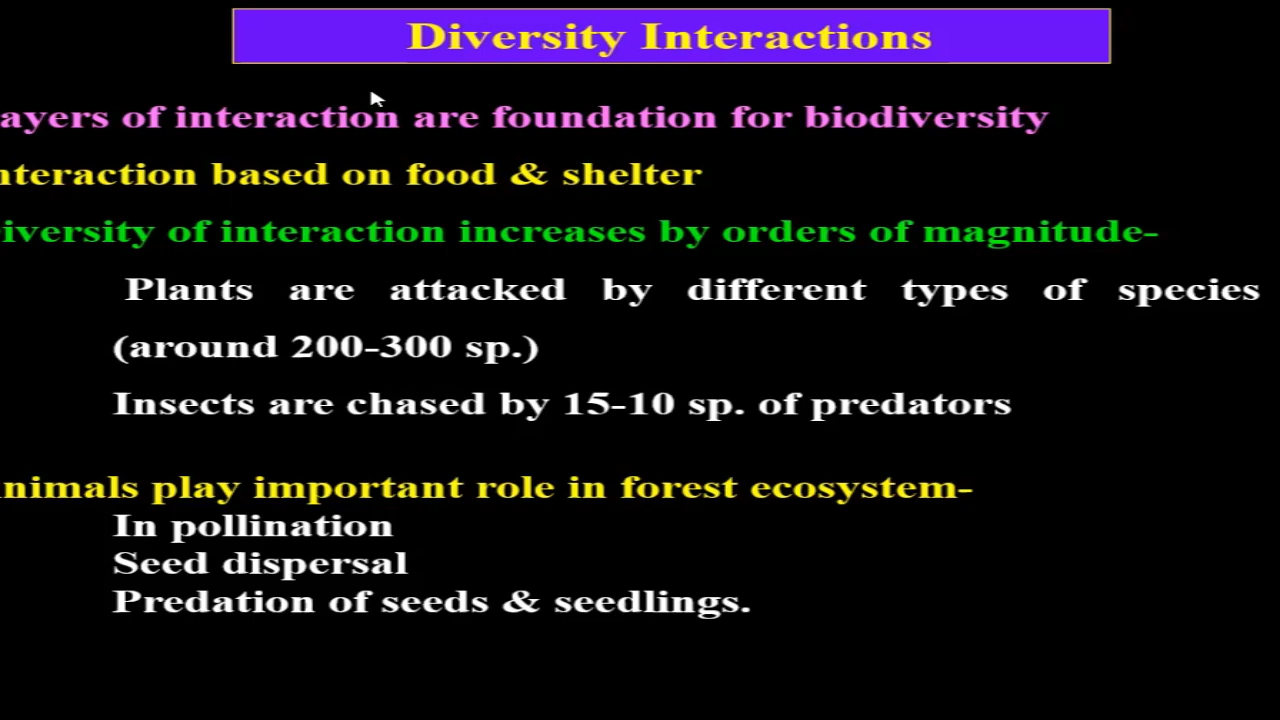 Diversity Interactions
ayers of interaction are foundation for biodiversity
nteraction based on food & shelter
iversity of interaction increases by orders of magnitude-
Plants are attacked by different types of species
(around 200-300 sp.)
Insects are chased by 15-10 sp. of predators
nimals play important role in forest ecosystem-
In pollination
Seed dispersal
Predation of seeds & seedlings.